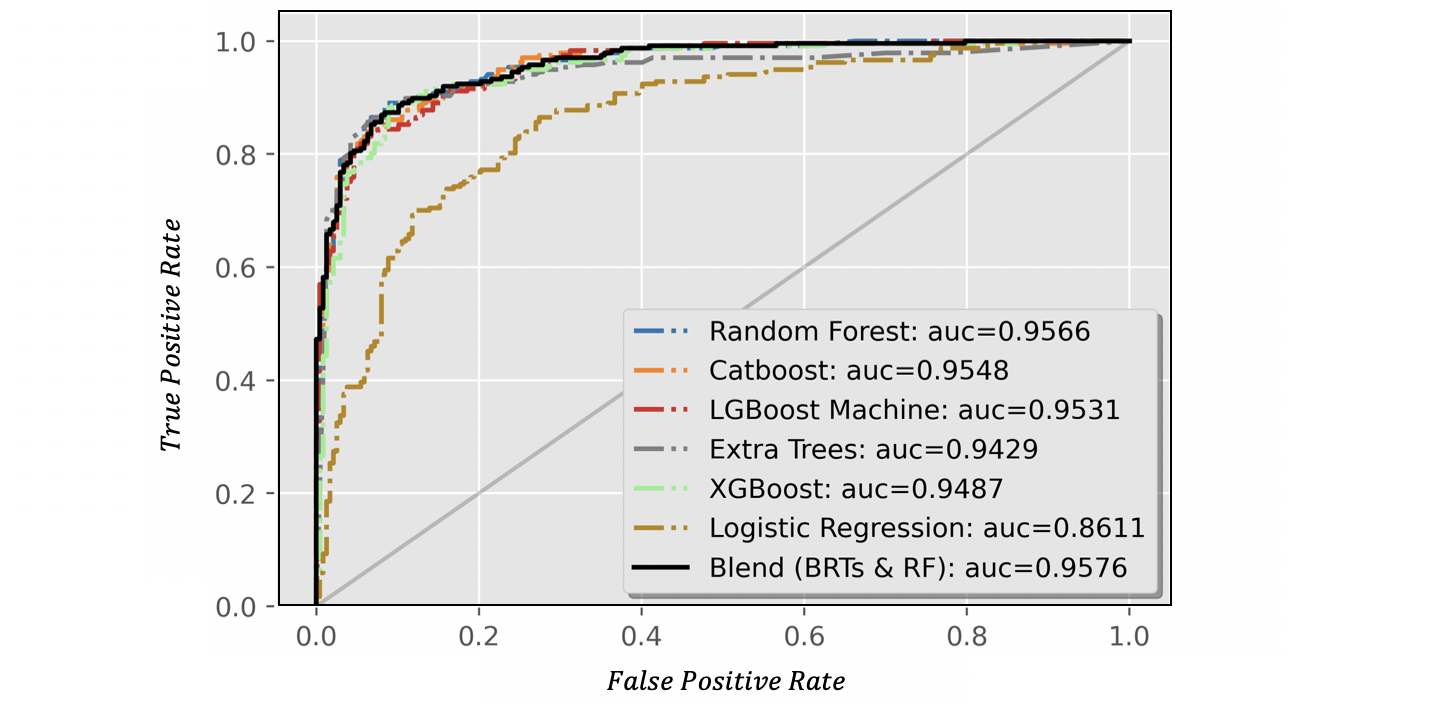 1.0
0.8
0.6
0.4
0.2
0.0
True Positive Rate
Random Forest: auc=0.9566
Catboost: auc=0.9548
LGBoost Machine: auc=0.9531
Extra Trees: auc=0.9429
XGBoost: auc=0.9487
Logistic Regression: auc=0.8611
Blend (BRTs & RF): auc=0.9576
0.0 0.2 0.4 0.6 0.8 1.0
False Positive Rate